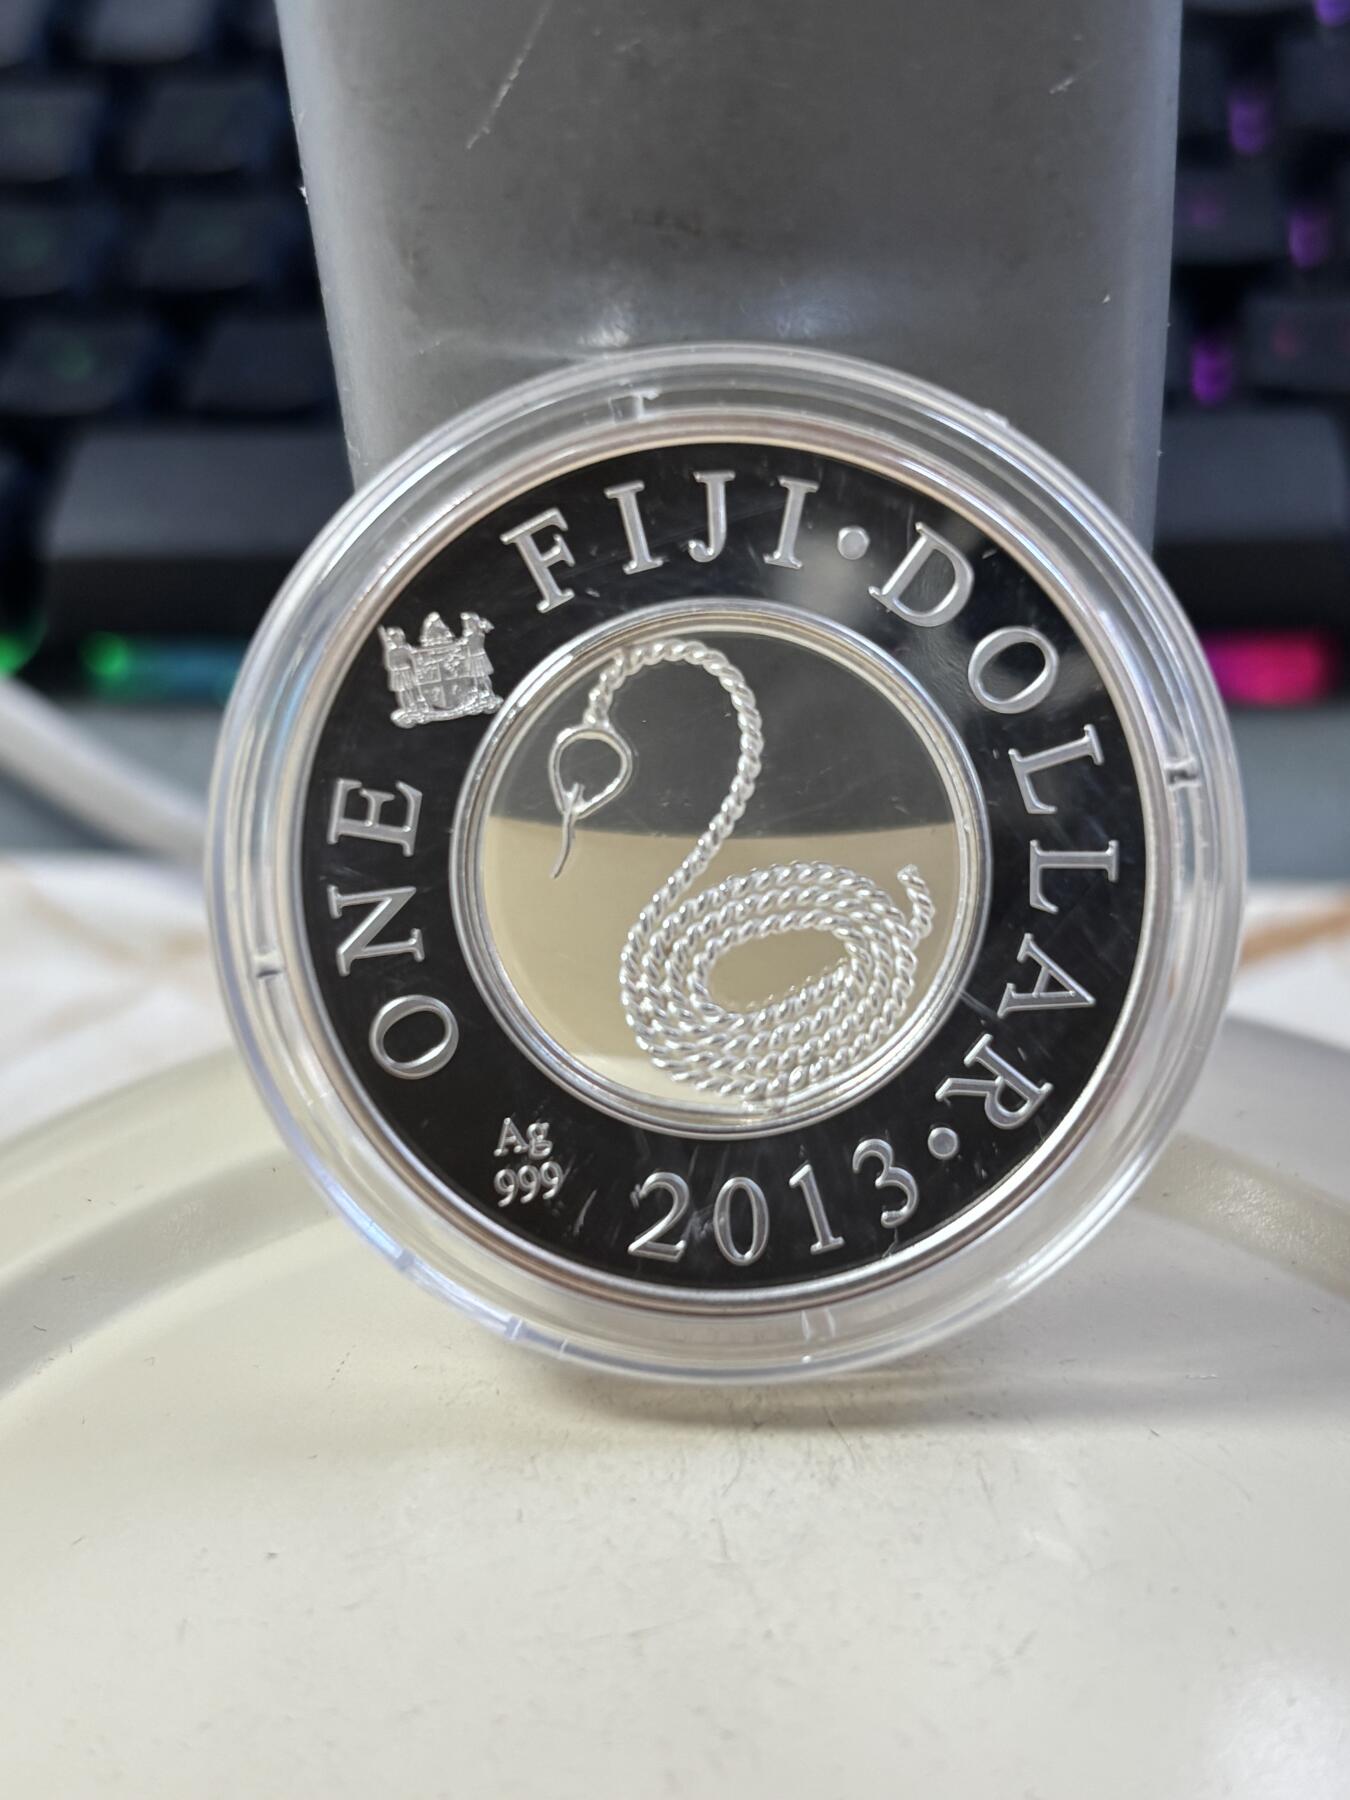 ONE FIJI • DOLLAR • 2013
Ag
999